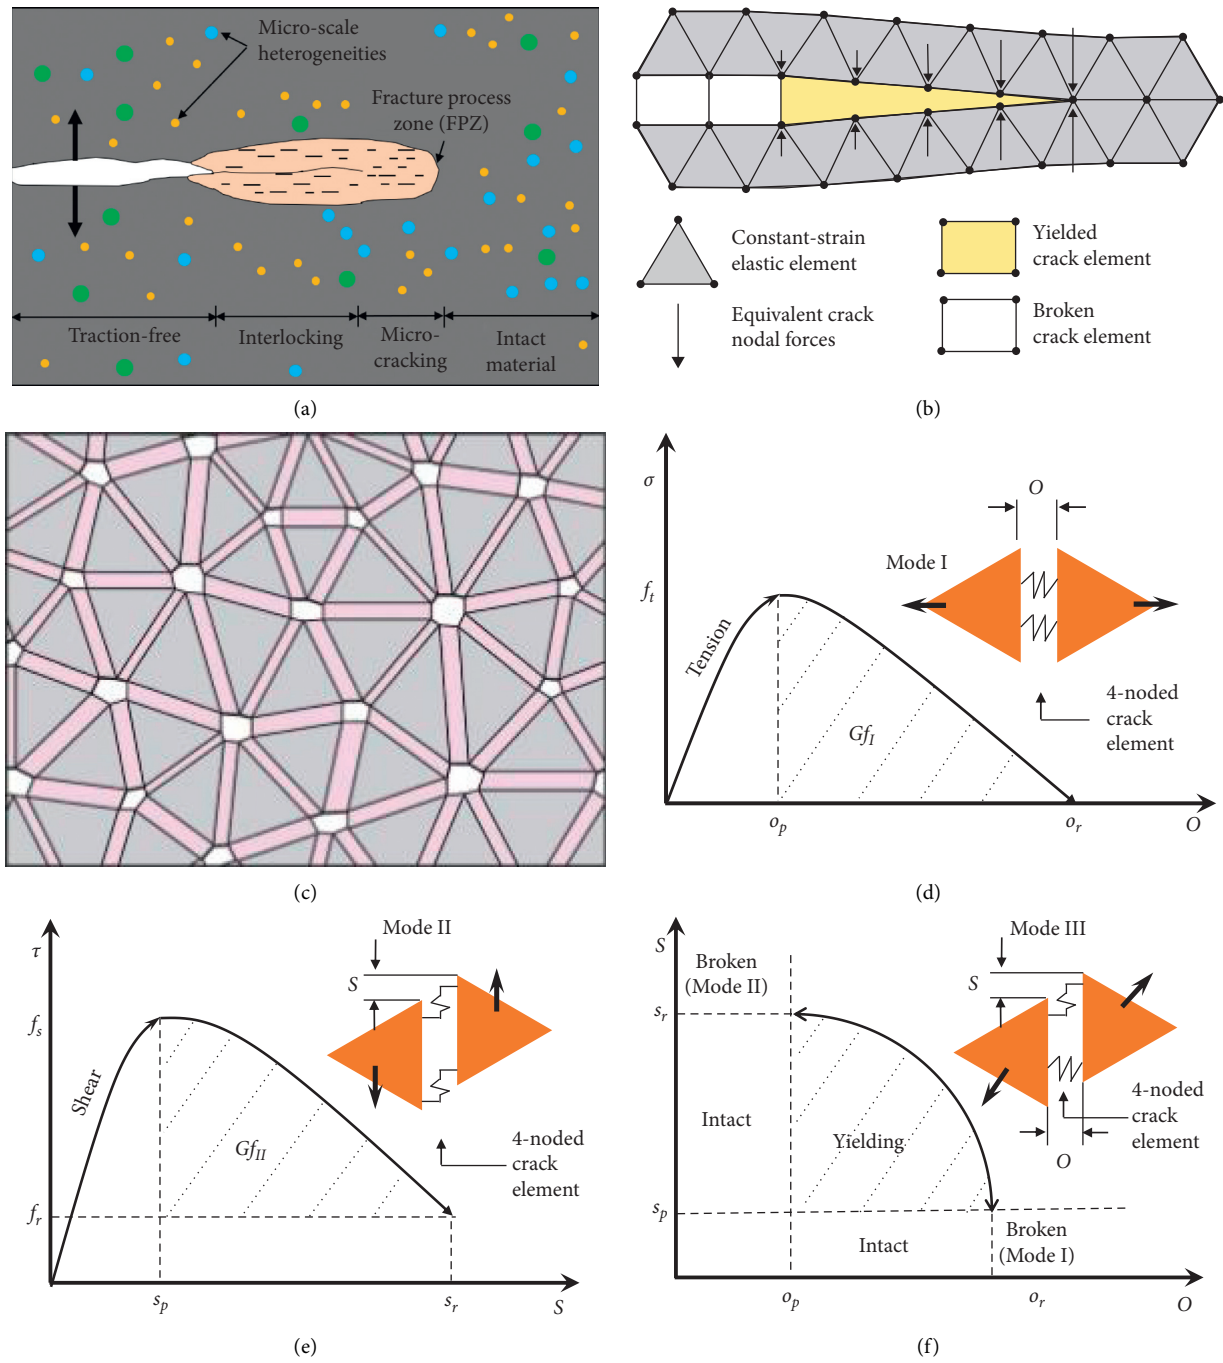 Micro-scale
heterogeneities
Fracture process
zone (FPZ)
Traction-free
Interlocking
Micro-
cracking
Intact
material
(a)
Constant-strain
elastic element
Yielded
crack element
Equivalent crack
nodal forces
Broken
crack element
(b)
(c)
σ
f_t
Tension
Mode I
O
4-noded
crack
element
Gf_I
o_p
o_r
O
(d)
τ
f_s
f_r
Shear
Mode II
S
4-noded
crack
element
Gf_II
s_p
s_r
S
(e)
S
Broken
(Mode II)
Mode III
S
s_r
Intact
Yielding
4-noded
crack
element
O
s_p
Intact
Broken
(Mode I)
o_p
o_r
O
(f)